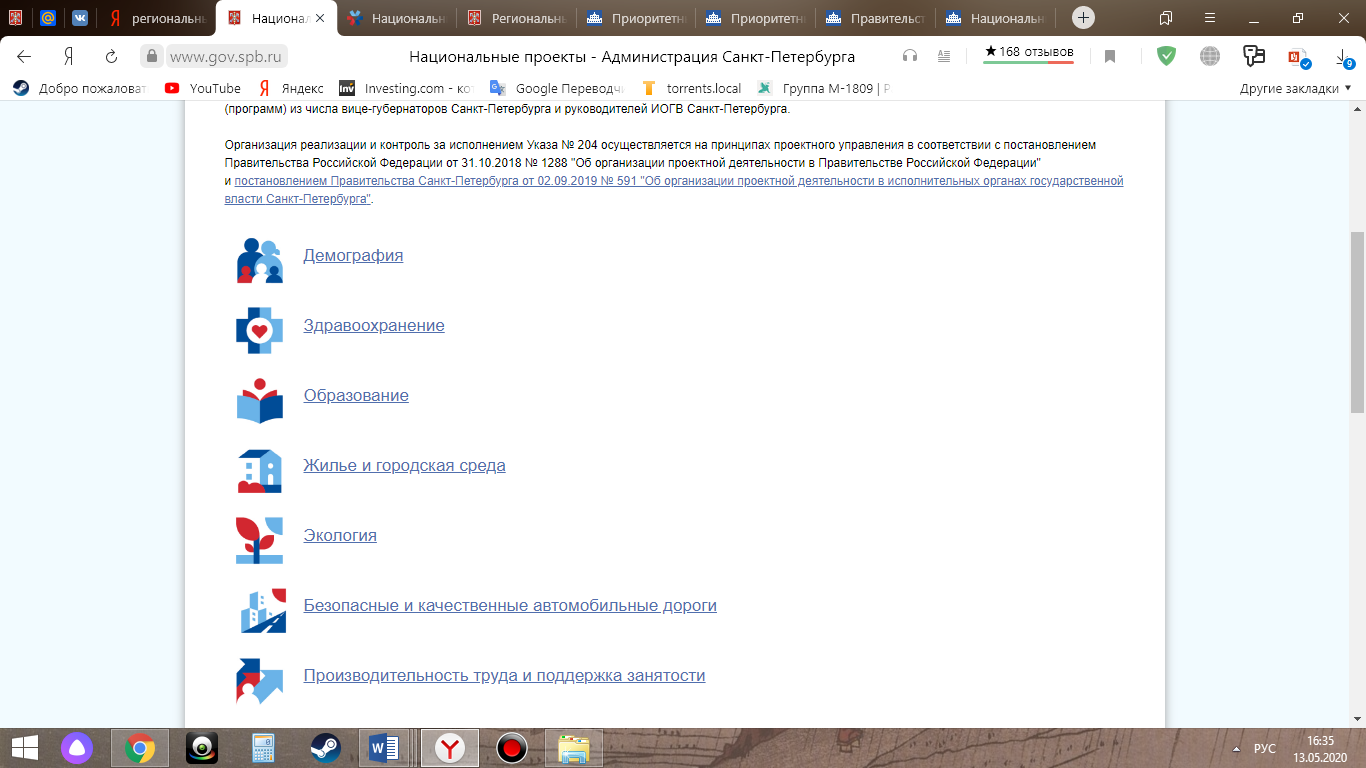 региональны
Национал
Национальн
Региональны
Приоритетн
Приоритетн
Правительст
Национальн
www.gov.spb.ru
Национальные проекты - Администрация Санкт-Петербурга
★168 отзывов
9
Добро пожалова
YouTube
Яндекс
Investing.com - ко
Google Переводч
torrents.local
Группа М-1809 | Р
Другие закладки
(программ) из числа вице-губернаторов Санкт-Петербурга и руководителей ИОГВ Санкт-Петербурга.
Организация реализации и контроль за исполнением Указа № 204 осуществляется на принципах проектного управления в соответствии с постановлением
Правительства Российской Федерации от 31.10.2018 № 1288 "Об организации проектной деятельности в Правительстве Российской Федерации"
и постановлением Правительства Санкт-Петербурга от 02.09.2019 № 591 "Об организации проектной деятельности в исполнительных органах государственной
власти Санкт-Петербурга".
Демография
Здравоохранение
Образование
Жилье и городская среда
Экология
Безопасные и качественные автомобильные дороги
Производительность труда и поддержка занятости
РУС
16:35
13.05.2020